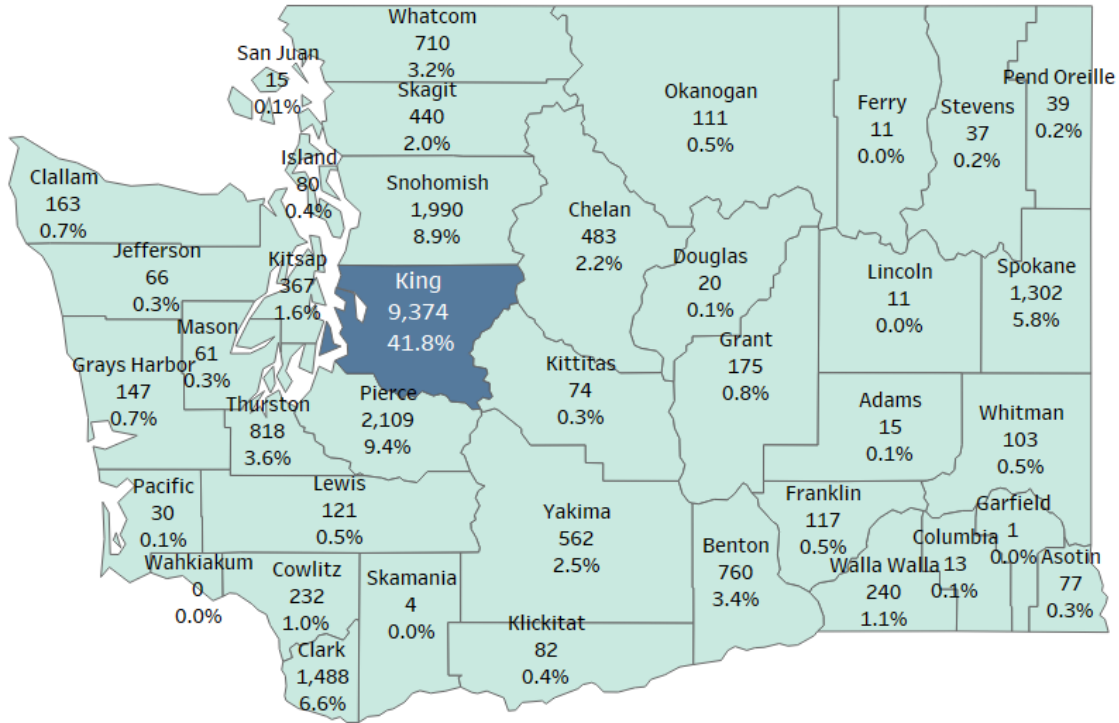 Whatcom
710
3.2%
San Juan
15
0.1%
Skagit
440
2.0%
Okanogan
111
0.5%
Ferry
11
0.0%
Stevens
37
0.2%
Pend Oreille
39
0.2%
Island
80
0.4%
Clallam
163
0.7%
Snohomish
1,990
8.9%
Chelan
483
2.2%
Jefferson
66
0.3%
Kitsap
367
1.6%
King
9,374
41.8%
Douglas
20
0.1%
Lincoln
11
0.0%
Spokane
1,302
5.8%
Mason
61
0.3%
Grays Harbor
147
0.7%
Thurston
818
3.6%
Pierce
2,109
9.4%
Kittitas
74
0.3%
Grant
175
0.8%
Adams
15
0.1%
Whitman
103
0.5%
Pacific
30
0.1%
Lewis
121
0.5%
Yakima
562
2.5%
Benton
760
3.4%
Franklin
117
0.5%
Walla Walla
240
1.1%
Columbia
13
0.1%
Garfield
1
0.0%
Asotin
77
0.3%
Wahkiakum
0
0.0%
Cowlitz
232
1.0%
Skamania
4
0.0%
Klickitat
82
0.4%
Clark
1,488
6.6%